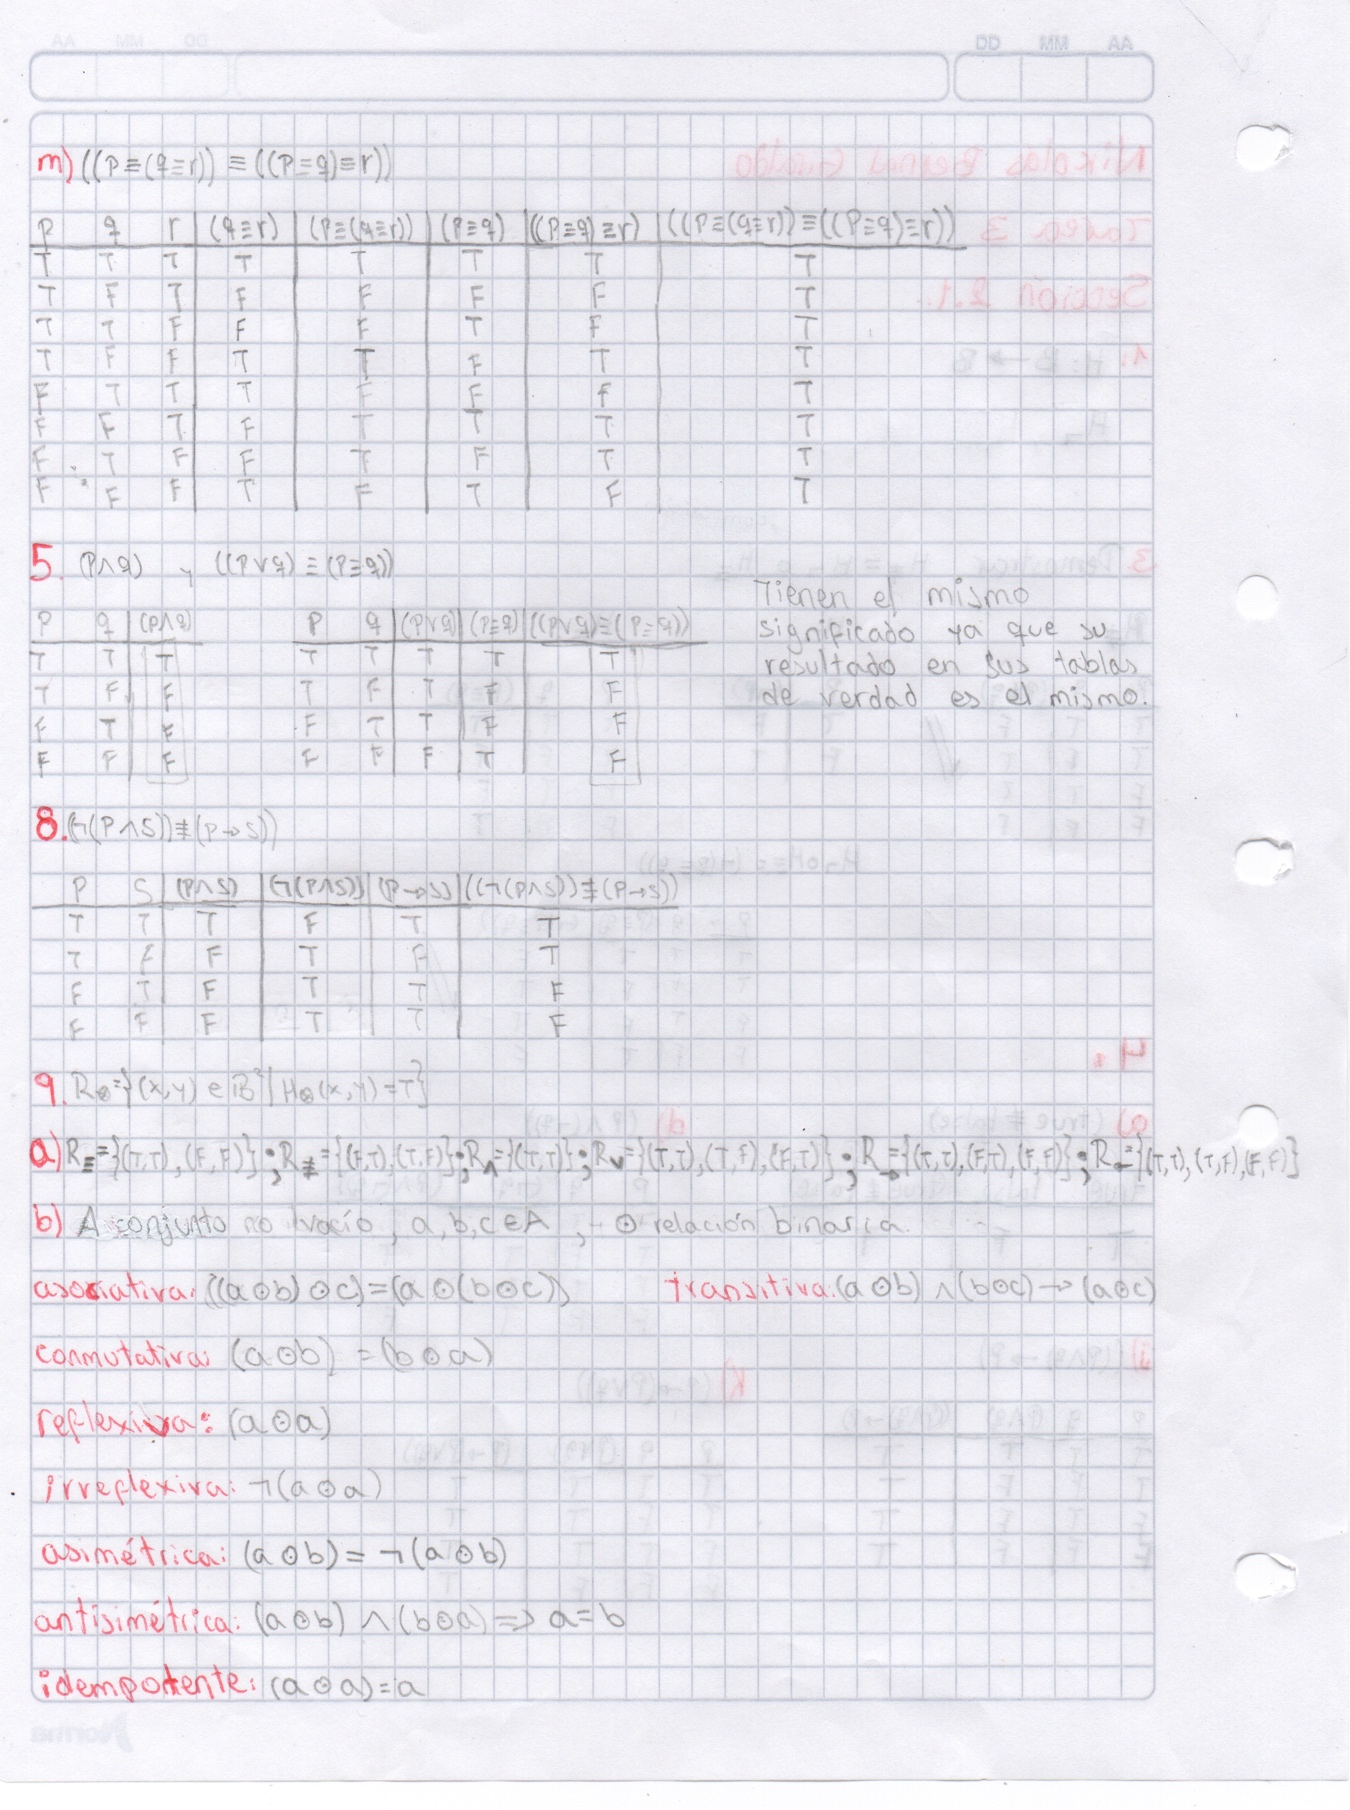 m) ((P≡(q≡r)) ≡ ((P≡q)≡r))
P q r (q≡r) (P≡(q≡r)) (P≡q) ((P≡q)≡r) ((P≡(q≡r)) ≡((P≡q)≡r))
T T T T T T T T
T F T F F F F T
T T F F F T F T
T F F T T F T T
F T T T F F F T
F F T F T T T T
F T F F T F T T
F F F T F T F T
5. (P∧q) y ((P∨q) ≡ (P≡q))
P q (P∧q) P q (P∨q) (P≡q) ((P∨q)≡(P≡q))
T T T T T T T T
T F F T F T F F
F T F F T T F F
F F F F F F T F
Tienen el mismo
significado ya que su
resultado en sus tablas
de verdad es el mismo.
8. (¬(P∧S))≢(P→S))
P S (P∧S) (¬(P∧S)) (P→S) ((¬(P∧S))≢(P→S))
T T T F T T
T F F T F T
F T F T T F
F F F T T F
9. R⊙={(x,y) ∈ B²| H⊙(x,y)=T}
a) R≡={(T,T),(F,F)}; R≢={(F,T),(T,F)}; R∧={(T,T)}; R∨={(T,T),(T,F),(F,T)}; R→={(T,T),(F,T),(F,F)}; R←={(T,T),(T,F),(F,F)}
b) A conjunto no vacío, a,b,c∈A, ⊙ relación binaria.
asociativa: ((a⊙b)⊙c)=(a⊙(b⊙c)) transitiva: (a⊙b)∧(b⊙c)→(a⊙c)
conmutativa: (a⊙b) = (b⊙a)
reflexiva: (a⊙a)
irreflexiva: ¬(a⊙a)
asimétrica: (a⊙b) = ¬(a⊙b)
antisimétrica: (a⊙b) ∧ (b⊙a) => a=b
idempotente: (a⊙a)=a